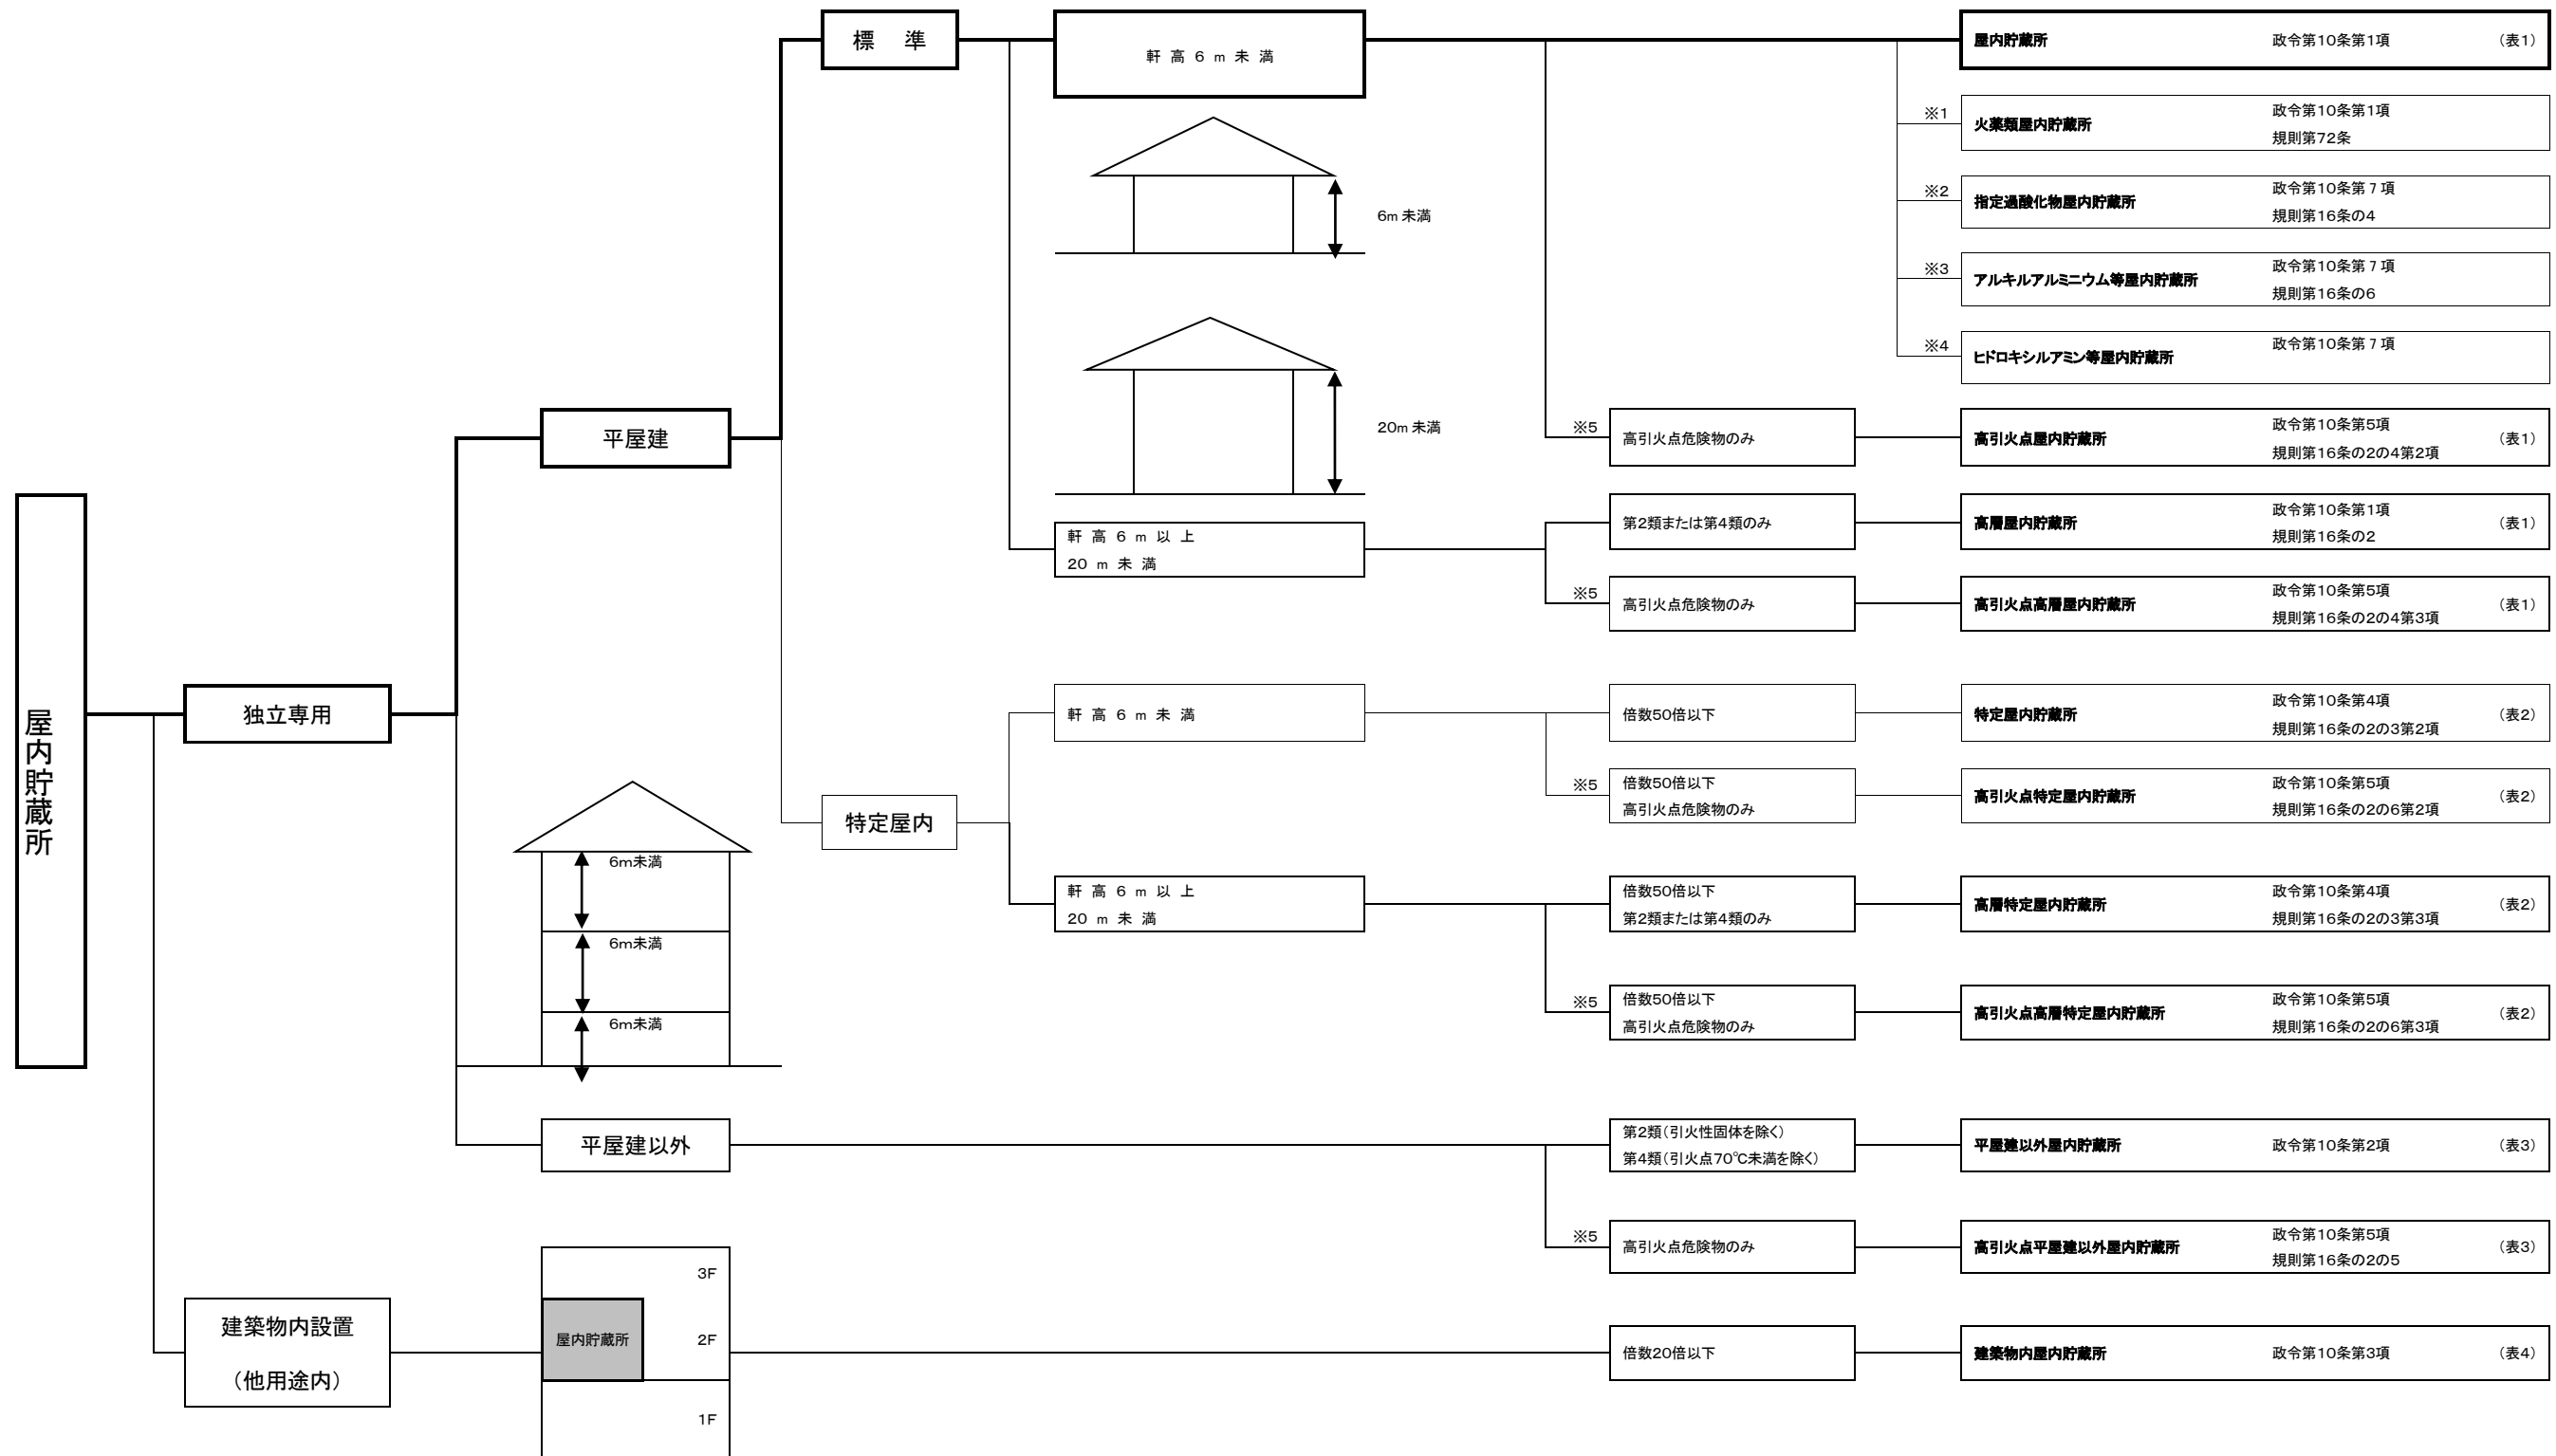 標　準
軒 高 6 m 未 満
屋内貯蔵所　政令第10条第1項　（表1）
※1
火薬類屋内貯蔵所　政令第10条第1項
規則第72条
6m 未満
※2
指定過酸化物屋内貯蔵所　政令第10条第7項
規則第16条の4
※3
アルキルアルミニウム等屋内貯蔵所　政令第10条第7項
規則第16条の6
※4
ヒドロキシルアミン等屋内貯蔵所　政令第10条第7項
20m 未満
平屋建
※5
高引火点危険物のみ
高引火点屋内貯蔵所　政令第10条第5項　（表1）
規則第16条の2の4第2項
軒 高 6 m 以 上
20 m 未 満
第2類または第4類のみ
高層屋内貯蔵所　政令第10条第1項　（表1）
規則第16条の2
※5
高引火点危険物のみ
高引火点高層屋内貯蔵所　政令第10条第5項　（表1）
規則第16条の2の4第3項
屋内貯蔵所
独立専用
軒 高 6 m 未 満
倍数50倍以下
特定屋内貯蔵所　政令第10条第4項　（表2）
規則第16条の2の3第2項
特定屋内
※5
倍数50倍以下
高引火点危険物のみ
高引火点特定屋内貯蔵所　政令第10条第5項　（表2）
規則第16条の2の6第2項
6m未満
6m未満
6m未満
軒 高 6 m 以 上
20 m 未 満
倍数50倍以下
第2類または第4類のみ
高層特定屋内貯蔵所　政令第10条第4項　（表2）
規則第16条の2の3第3項
※5
倍数50倍以下
高引火点危険物のみ
高引火点高層特定屋内貯蔵所　政令第10条第5項　（表2）
規則第16条の2の6第3項
平屋建以外
第2類（引火性固体を除く）
第4類（引火点70℃未満を除く）
平屋建以外屋内貯蔵所　政令第10条第2項　（表3）
※5
高引火点危険物のみ
高引火点平屋建以外屋内貯蔵所　政令第10条第5項　（表3）
規則第16条の2の5
建築物内設置
（他用途内）
3F
屋内貯蔵所
2F
1F
倍数20倍以下
建築物内屋内貯蔵所　政令第10条第3項　（表4）